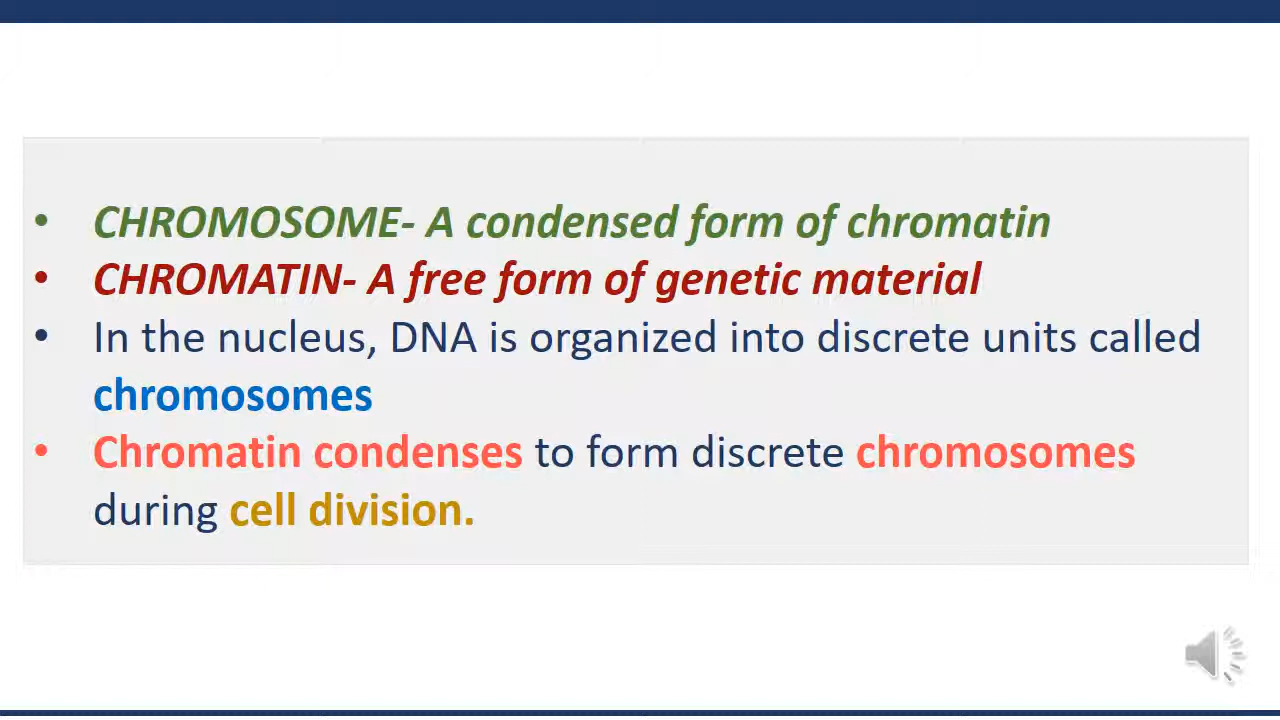 • CHROMOSOME- A condensed form of chromatin
• CHROMATIN- A free form of genetic material
• In the nucleus, DNA is organized into discrete units called
chromosomes
• Chromatin condenses to form discrete chromosomes
during cell division.